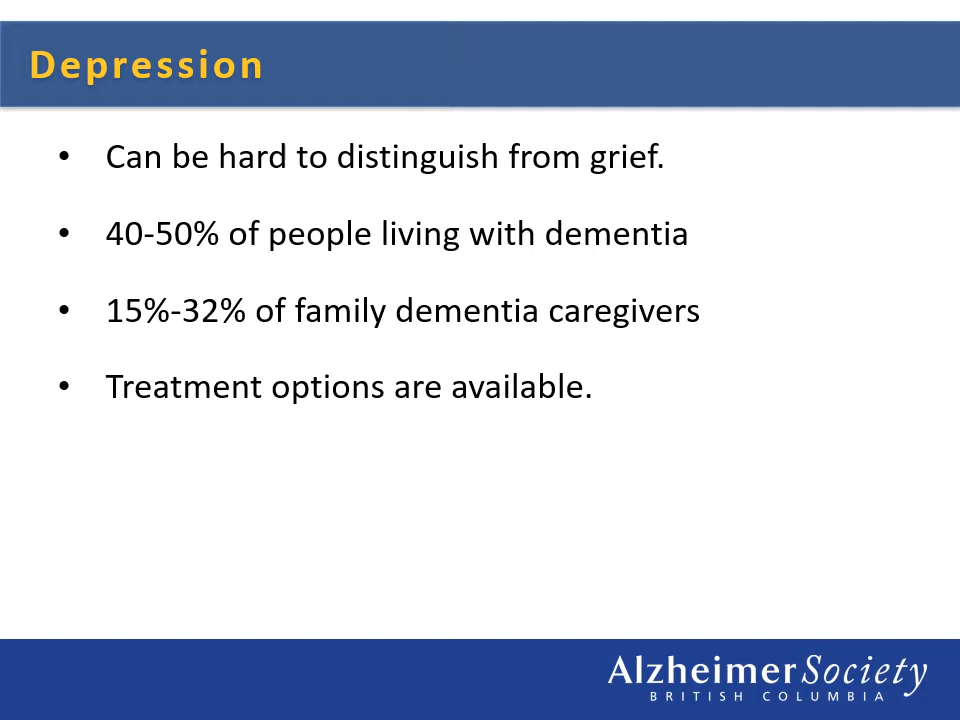 Depression
• Can be hard to distinguish from grief.
• 40-50% of people living with dementia
• 15%-32% of family dementia caregivers
• Treatment options are available.
AlzheimerSociety
BRITISH COLUMBIA